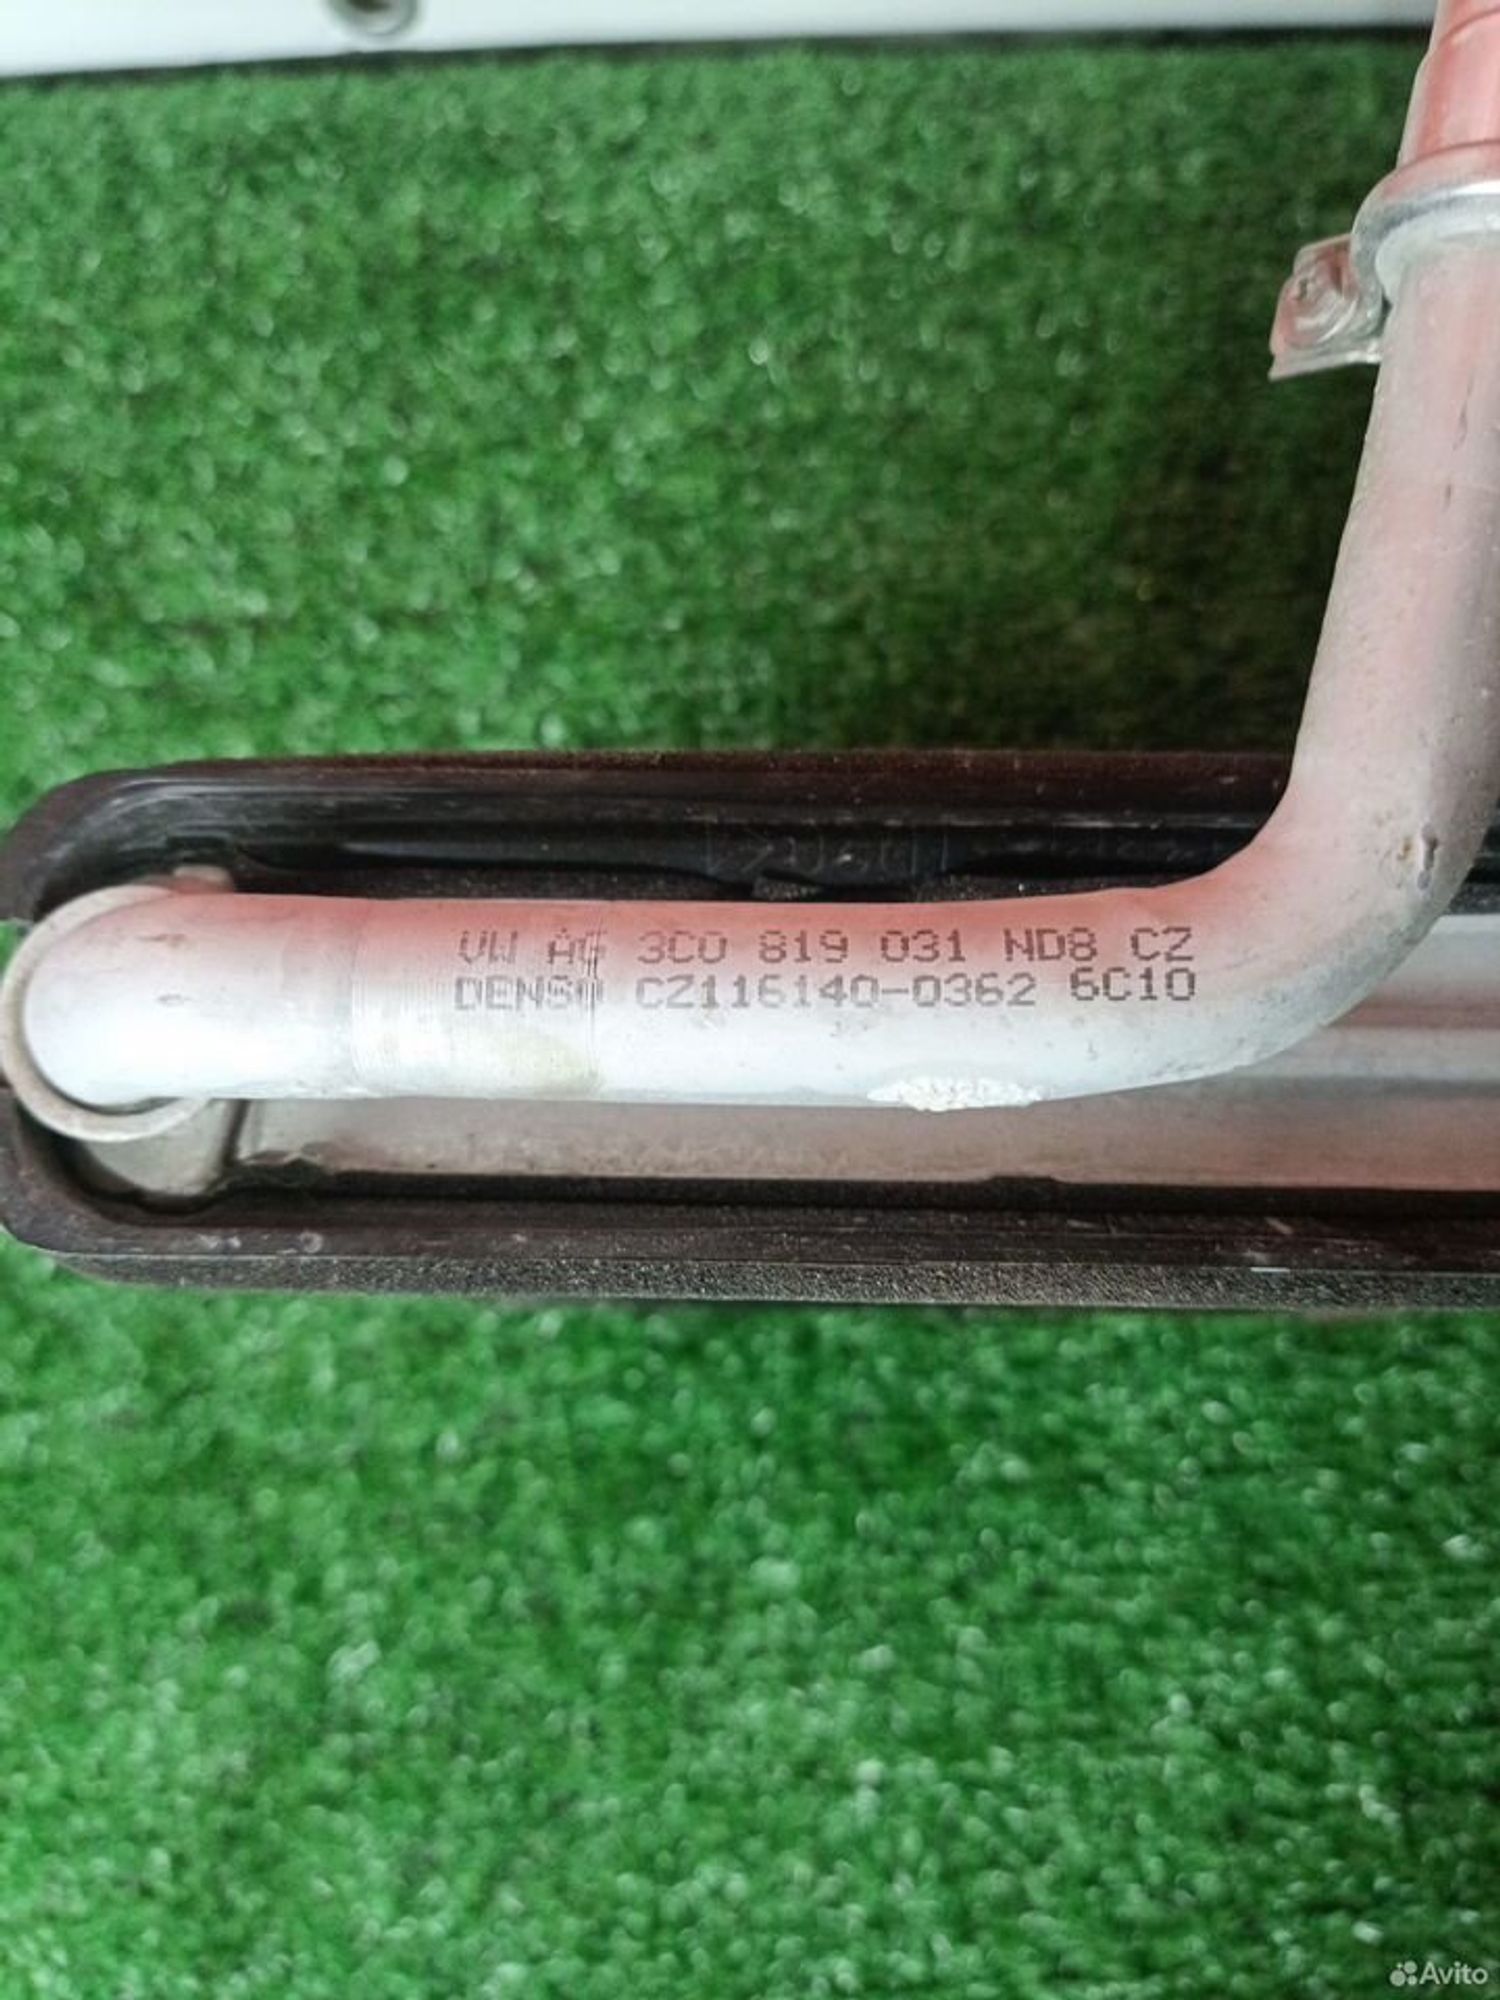 VW AG 3C0 819 031 ND8 CZ
DENSO CZ116140-0362 6C10
Avito